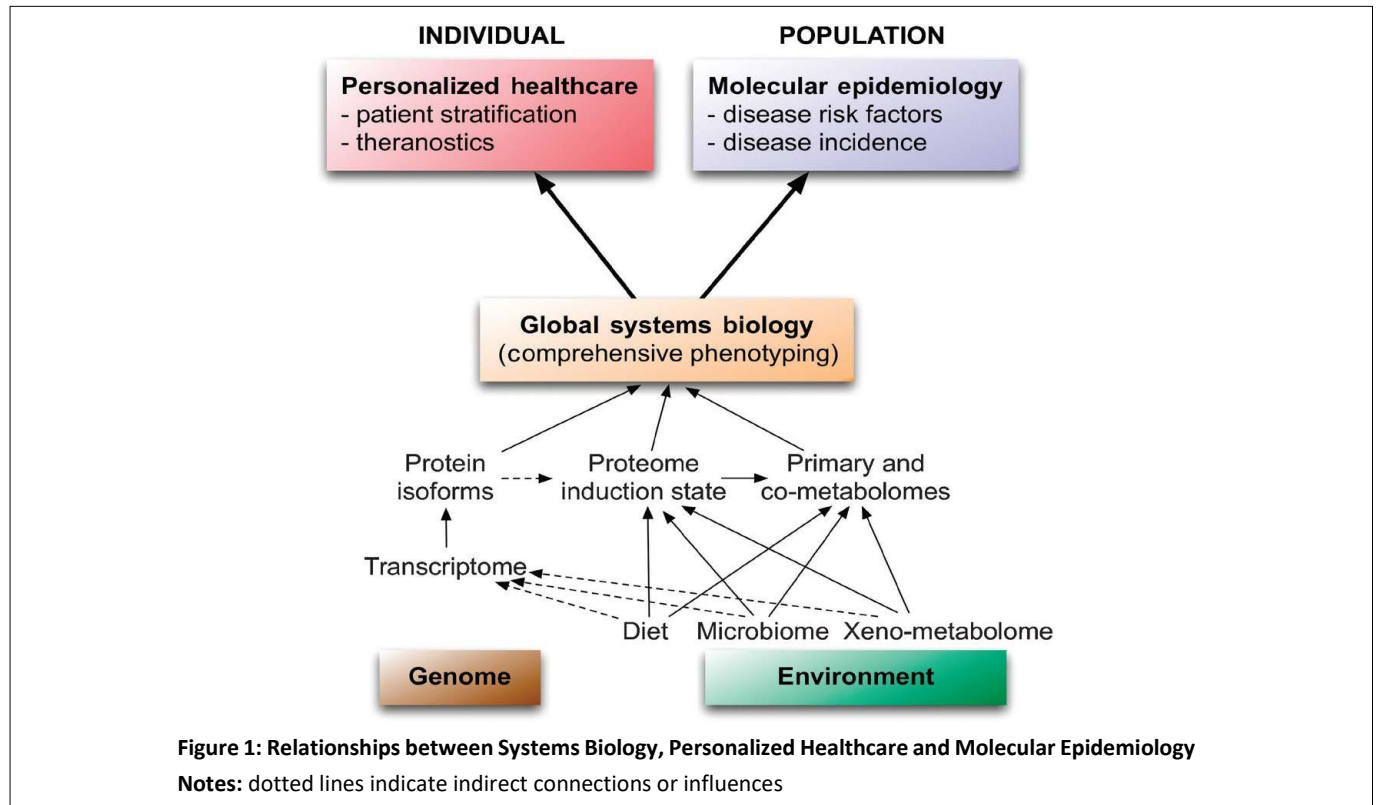 INDIVIDUAL
POPULATION
Personalized healthcare
- patient stratification
- theranostics
Molecular epidemiology
- disease risk factors
- disease incidence
Global systems biology
(comprehensive phenotyping)
Protein
isoforms
Proteome
induction state
Primary and
co-metabolomes
Transcriptome
Diet
Microbiome
Xeno-metabolome
Genome
Environment
Figure 1: Relationships between Systems Biology, Personalized Healthcare and Molecular Epidemiology
Notes: dotted lines indicate indirect connections or influences